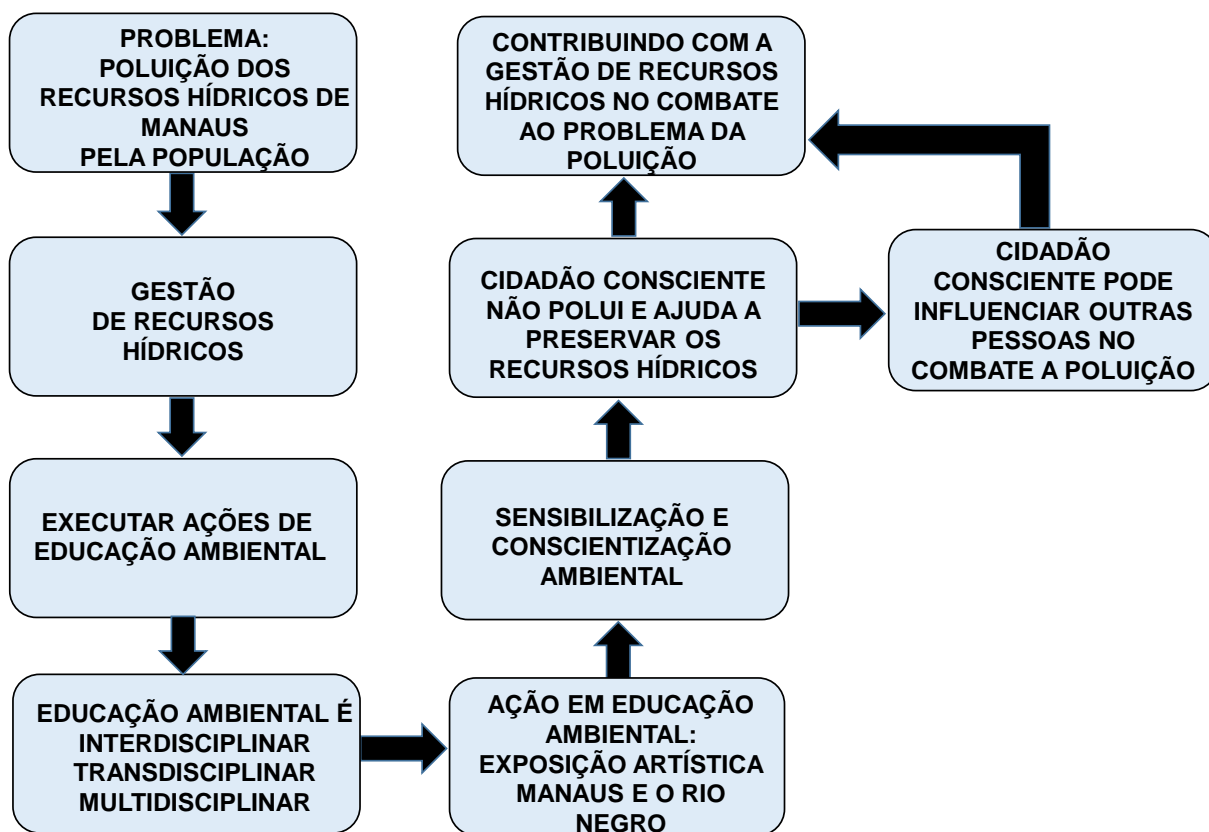 PROBLEMA:
POLUIÇÃO DOS
RECURSOS HÍDRICOS DE
MANAUS
PELA POPULAÇÃO
GESTÃO
DE RECURSOS
HÍDRICOS
EXECUTAR AÇÕES DE
EDUCAÇÃO AMBIENTAL
EDUCAÇÃO AMBIENTAL É
INTERDISCIPLINAR
TRANSDISCIPLINAR
MULTIDISCIPLINAR
AÇÃO EM EDUCAÇÃO
AMBIENTAL:
EXPOSIÇÃO ARTÍSTICA
MANAUS E O RIO
NEGRO
SENSIBILIZAÇÃO E
CONSCIENTIZAÇÃO
AMBIENTAL
CIDADÃO CONSCIENTE
NÃO POLUI E AJUDA A
PRESERVAR OS
RECURSOS HÍDRICOS
CIDADÃO
CONSCIENTE PODE
INFLUENCIAR OUTRAS
PESSOAS NO
COMBATE A POLUIÇÃO
CONTRIBUINDO COM A
GESTÃO DE RECURSOS
HÍDRICOS NO COMBATE
AO PROBLEMA DA
POLUIÇÃO